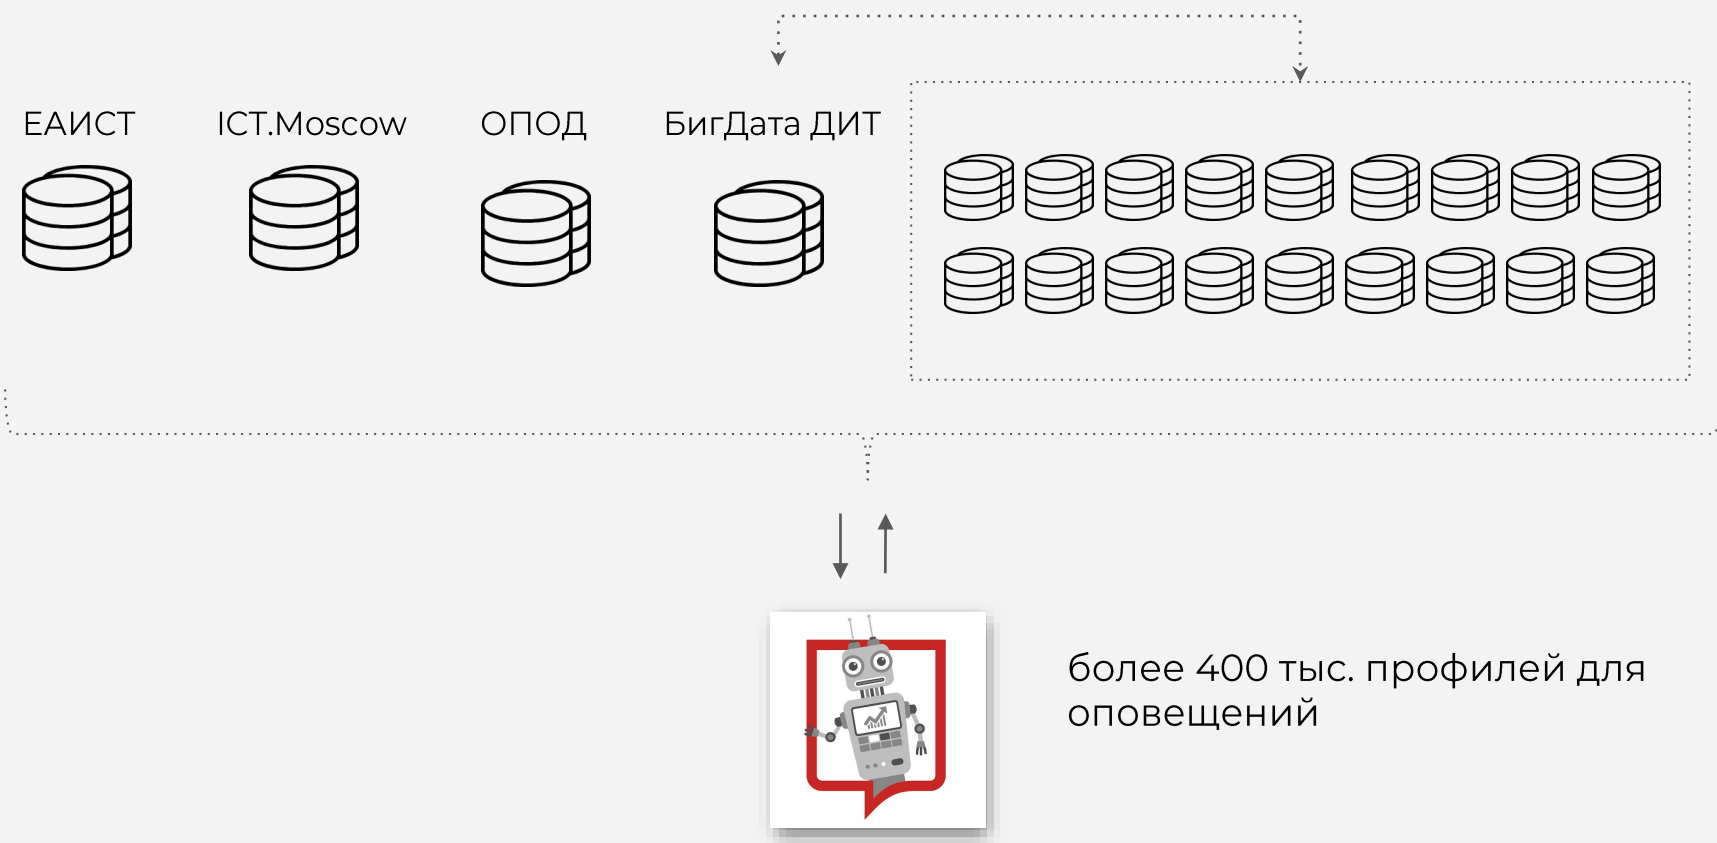 ЕАИСТ
ICT.Moscow
ОПОД
БигДата ДИТ
более 400 тыс. профилей для
оповещений